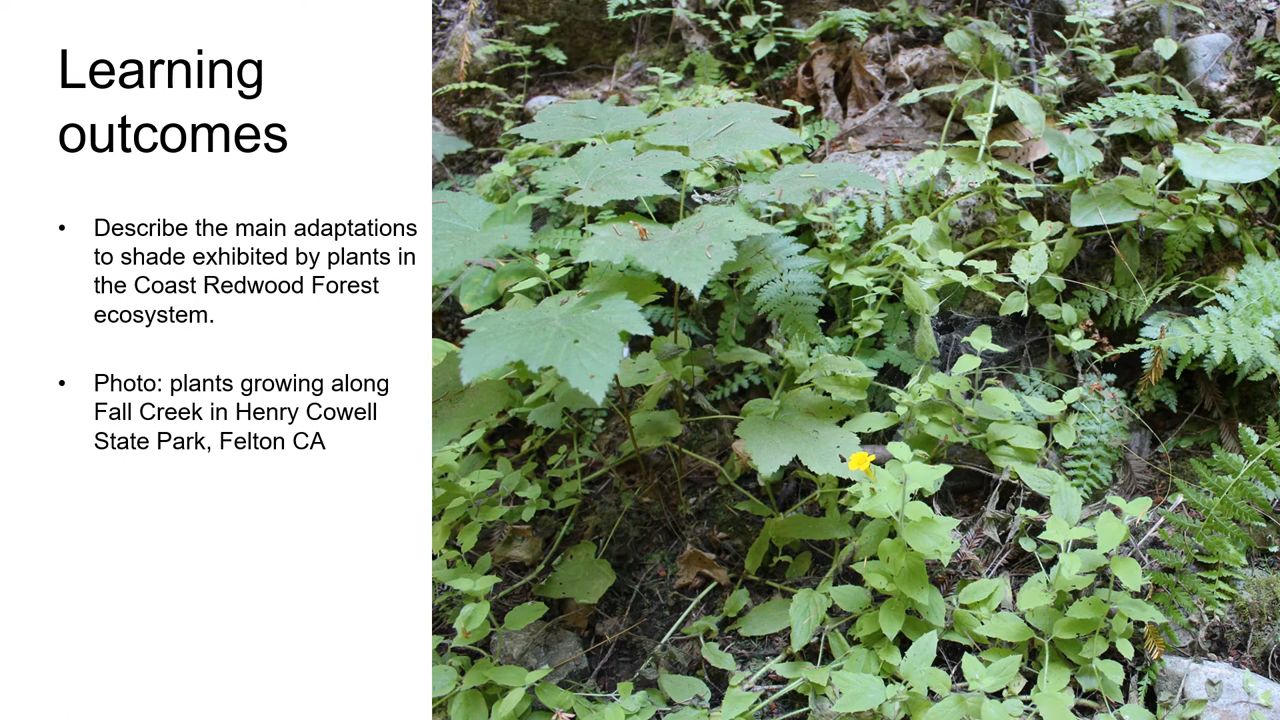 Learning
outcomes
• Describe the main adaptations
to shade exhibited by plants in
the Coast Redwood Forest
ecosystem.
• Photo: plants growing along
Fall Creek in Henry Cowell
State Park, Felton CA